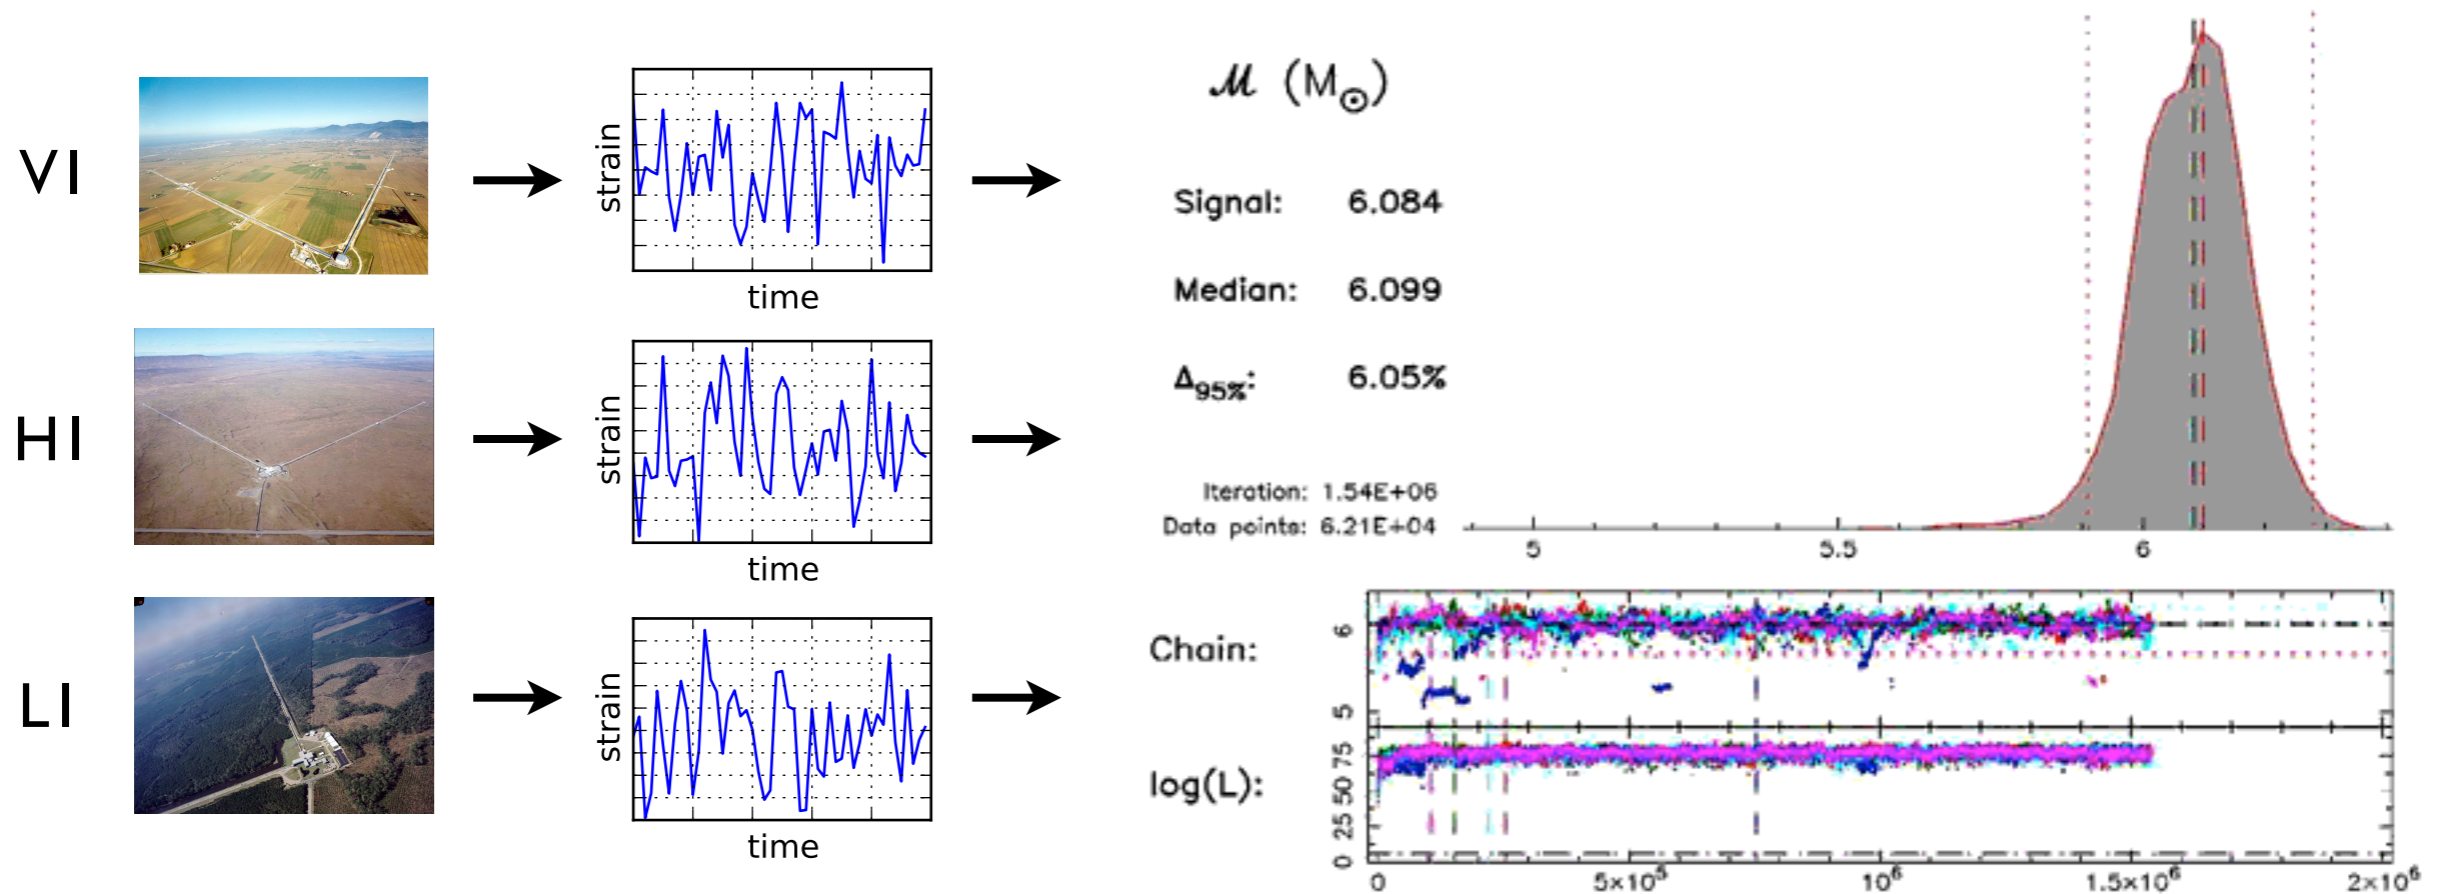 V1
strain
time
H1
strain
time
L1
strain
time
ℳ (M☉)
Signal: 6.084
Median: 6.099
Δ95%: 6.05%
Iteration: 1.54E+06
Data points: 6.21E+04
5 5.5 6
Chain:
6
5
log(L):
75
50
25
0
0 5×10⁵ 10⁶ 1.5×10⁶ 2×10⁶